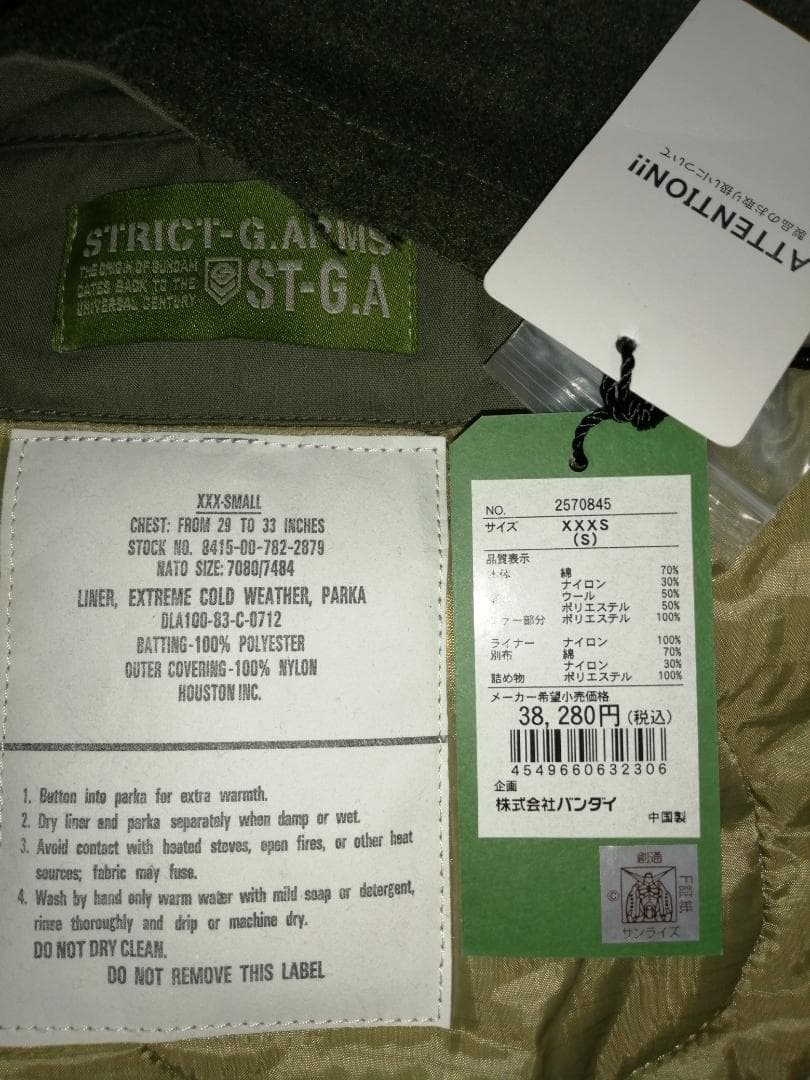 STRICT-G.ARMS
THE ORIGIN OF GUNDAM
DATES BACK TO THE
UNIVERSAL CENTURY
ST-G.A
ATTENTION!!
製品のお取り扱いについて
XXX-SMALL
CHEST: FROM 29 TO 33 INCHES
STOCK NO. 8415-00-782-2879
NATO SIZE: 7080/7484
LINER, EXTREME COLD WEATHER, PARKA
DLA100-83-C-0712
BATTING-100% POLYESTER
OUTER COVERING-100% NYLON
HOUSTON INC.
1. Button into parka for extra warmth.
2. Dry liner and parka separately when damp or wet.
3. Avoid contact with heated stoves, open fires, or other heat
sources; fabric may fuse.
4. Wash by hand only warm water with mild soap or detergent,
rinse thoroughly and drip or machine dry.
DO NOT DRY CLEAN.
DO NOT REMOVE THIS LABEL
NO. 2570845
サイズ XXXS
(S)
品質表示
本体 綿 70%
ナイロン 30%
ウール 50%
ポリエステル 50%
部分 ポリエステル 100%
ライナー ナイロン 100%
別布 綿 70%
ナイロン 30%
詰め物 ポリエステル 100%
メーカー希望小売価格
38,280円(税込)
4549660632306
企画
株式会社バンダイ
中国製
創通
©
サンライズ